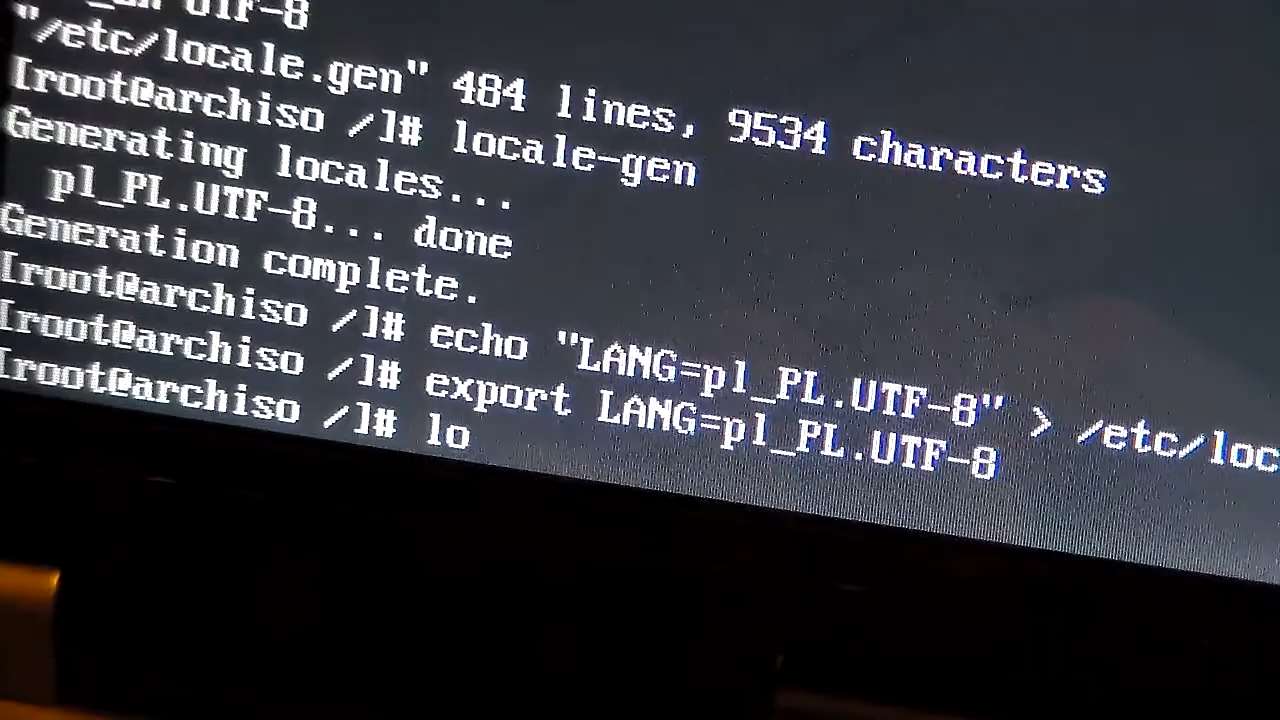 UTF-8
"/etc/locale.gen" 484 lines, 9534 characters
[root@archiso /]# locale-gen
Generating locales...
pl_PL.UTF-8... done
Generation complete.
[root@archiso /]# echo "LANG=pl_PL.UTF-8" > /etc/loc
[root@archiso /]# export LANG=pl_PL.UTF-8
[root@archiso /]# lo